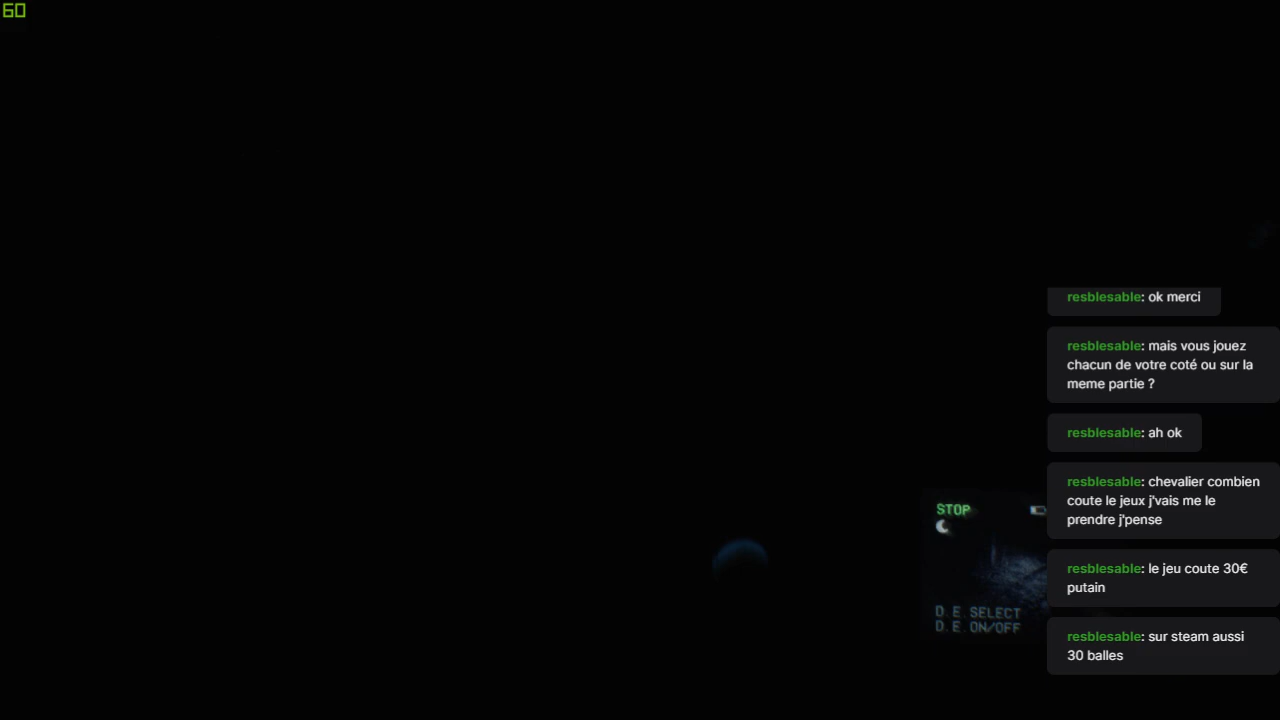 60
resblesable: ok merci
resblesable: mais vous jouez
chacun de votre coté ou sur la
meme partie ?
resblesable: ah ok
resblesable: chevalier combien
coute le jeux j'vais me le
prendre j'pense
STOP
resblesable: le jeu coute 30€
putain
D.E.SELECT
D.E.ON/OFF
resblesable: sur steam aussi
30 balles